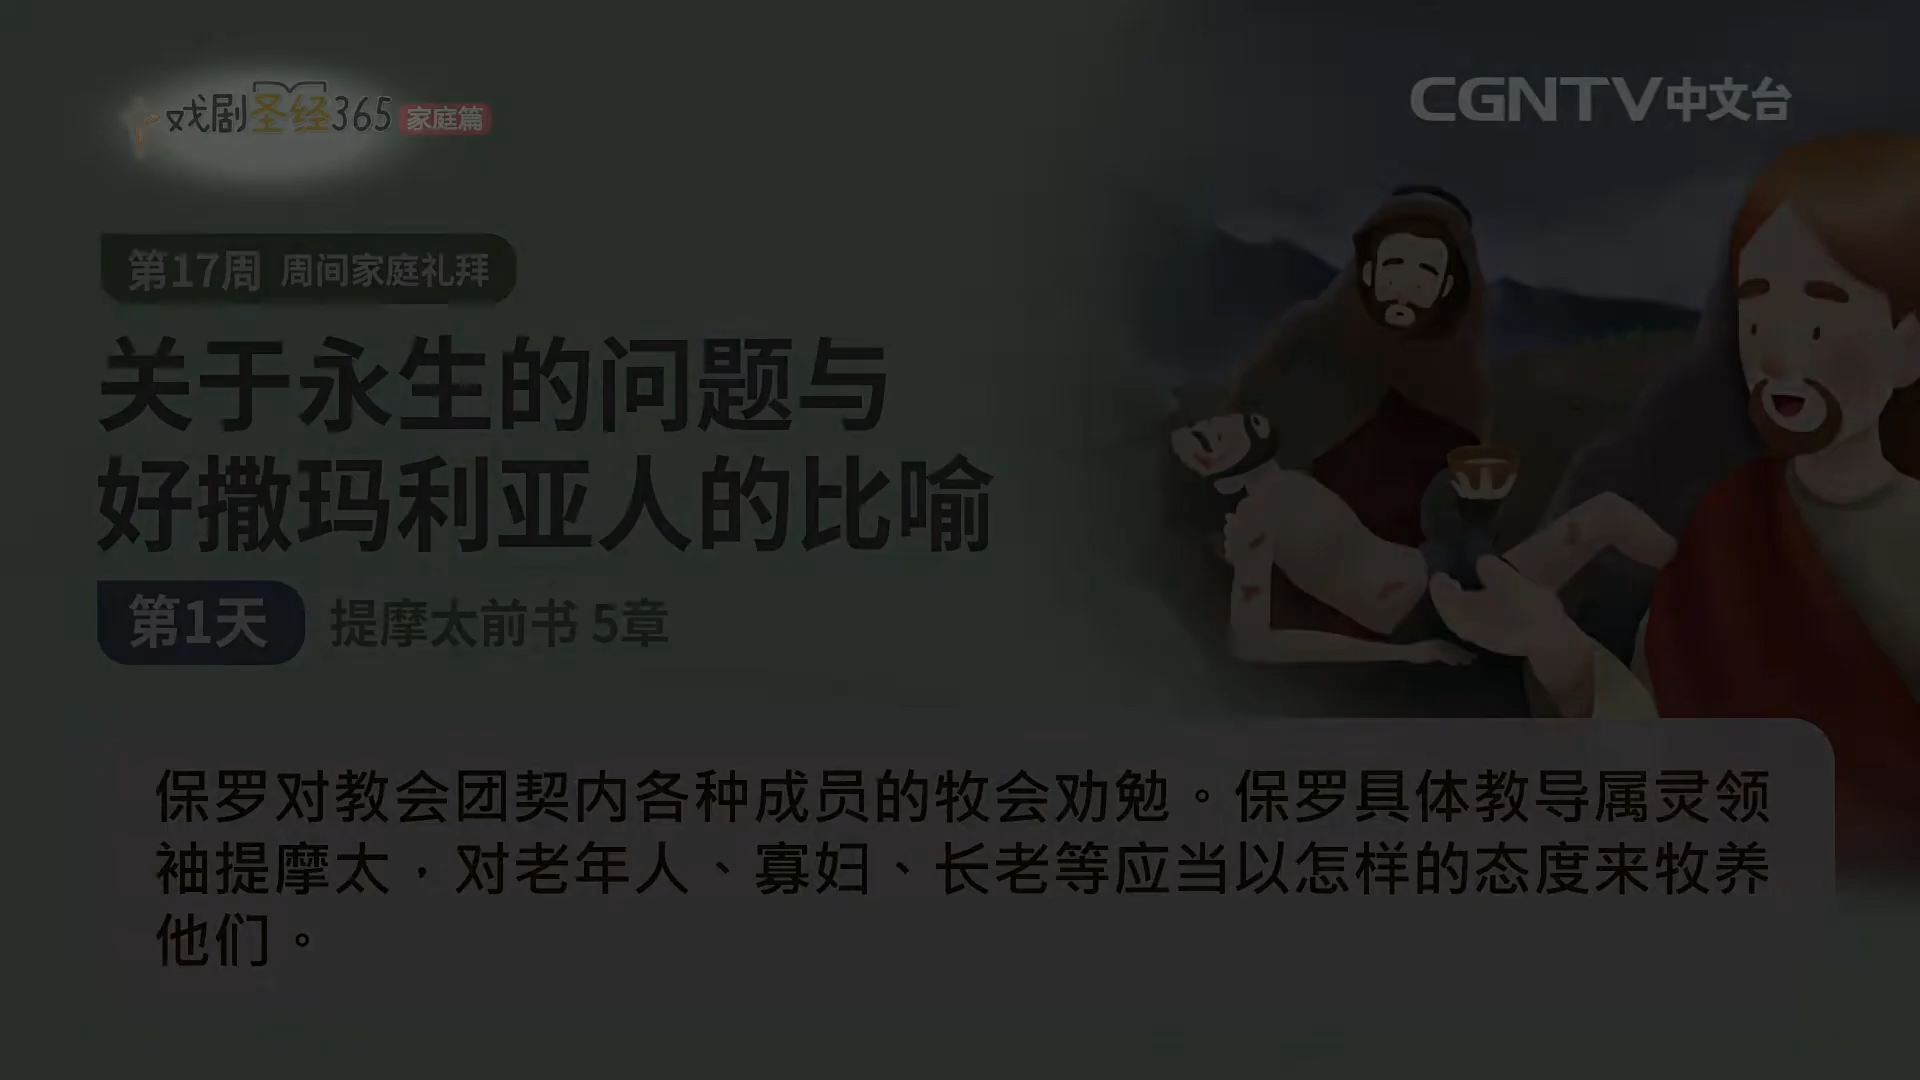 戏剧圣经365 家庭篇
CGNTV中文台
第17周 周间家庭礼拜
关于永生的问题与
好撒玛利亚人的比喻
第1天 提摩太前书 5章
保罗对教会团契内各种成员的牧会劝勉。保罗具体教导属灵领
袖提摩太，对老年人、寡妇、长老等应当以怎样的态度来牧养
他们。